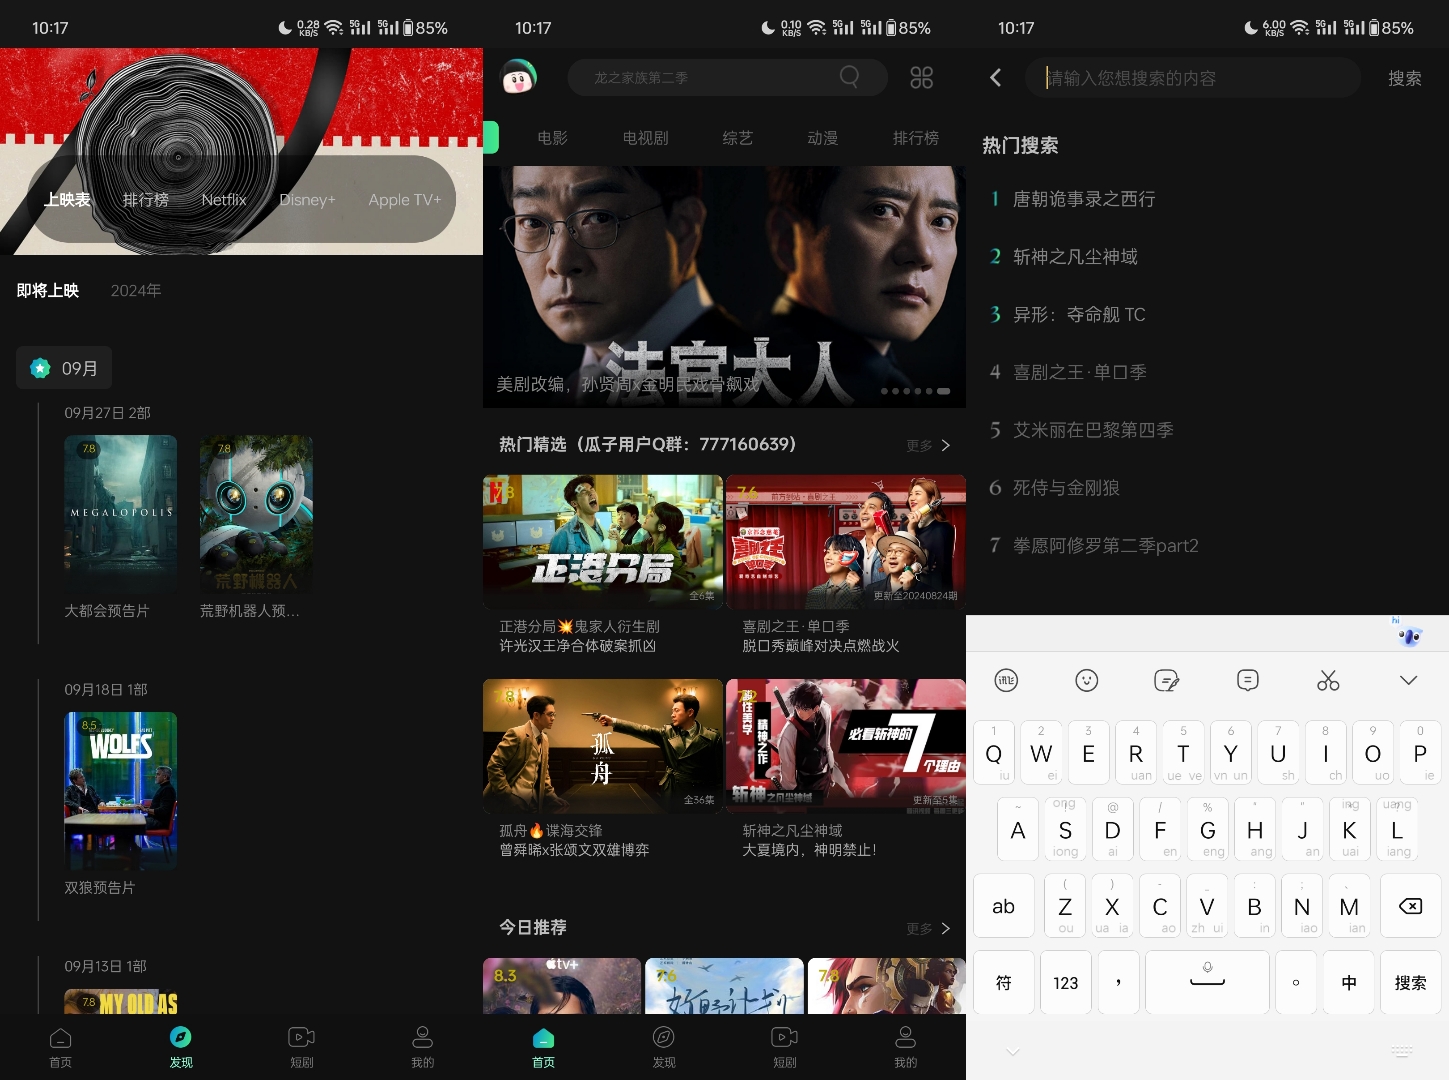 10:17
0.28 KB/S
5G
5G
85%
上映表
排行榜
Netflix
Disney+
Apple TV+
即将上映
2024年
09月
09月27日 2部
7.8
MEGALOPOLIS
大都会预告片
7.8
荒野机器人
荒野机器人预...
09月18日 1部
8.5
WOLFS
双狼预告片
09月13日 1部
7.8
MY OLD AS
首页
发现
短剧
我的
10:17
0.10 KB/S
5G
5G
85%
龙之家族第二季
电影
电视剧
综艺
动漫
排行榜
法官大人
美剧改编，孙贤周x金明民戏骨飙戏
热门精选（瓜子用户Q群：777160639）
更多
7.8
正港分局
全6集
正港分局💥鬼家人衍生剧
许光汉王净合体破案抓凶
7.6
喜剧之王
更新至20240824期
喜剧之王·单口季
脱口秀巅峰对决点燃战火
孤舟
全36集
孤舟🔥谍海交锋
曾舜晞x张颂文双雄博弈
精神之作
必看斩神的
7
个理由
斩神之凡尘神域
更新至5集
斩神之凡尘神域
大夏境内，神明禁止！
今日推荐
更多
8.3
tv+
7.6
7.8
首页
发现
短剧
我的
10:17
6.00 KB/S
5G
5G
85%
请输入您想搜索的内容
搜索
热门搜索
1 唐朝诡事录之西行
2 斩神之凡尘神域
3 异形：夺命舰 TC
4 喜剧之王·单口季
5 艾米丽在巴黎第四季
6 死侍与金刚狼
7 拳愿阿修罗第二季part2
hi
讯飞
1 2 3 4 5 6 7 8 9 0
Q W E R T Y U I O P
iu ei uan ue ve vn un sh ch uo ie
~ ! @ / % ' " * ?
ong ing uang
A S D F G H J K L
iong ai en eng ang an uai iang
( ) - _ : ; 、
ab Z X C V B N M
ou ua ia ao zh ui in iao ian
符 123 ， 。 中 搜索